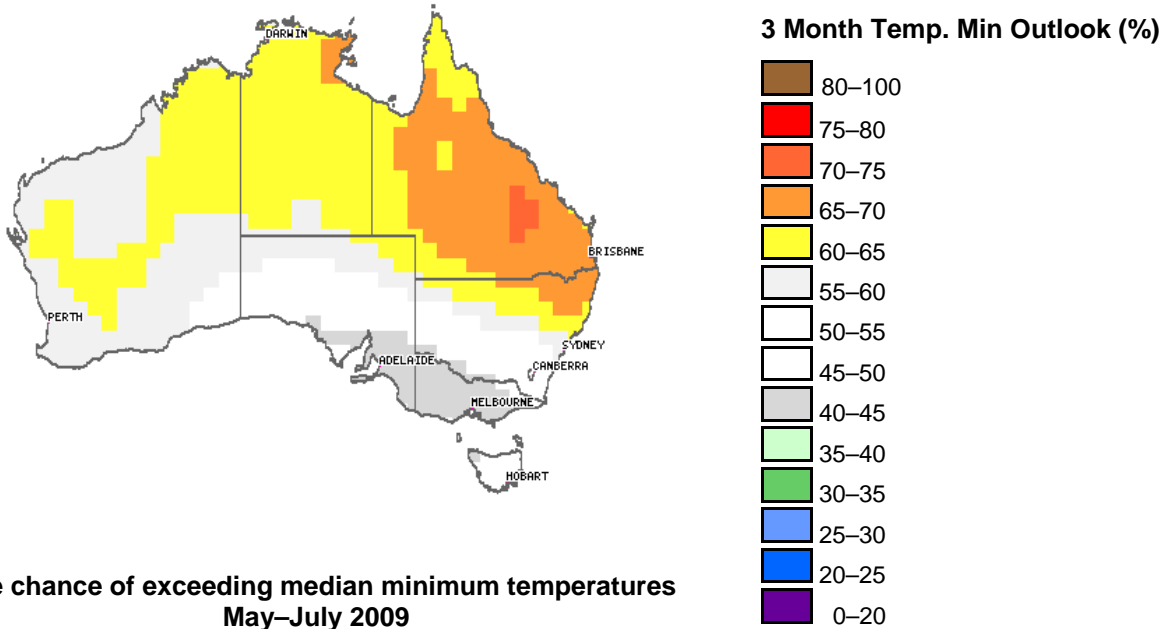 DARWIN
BRISBANE
PERTH
SYDNEY
ADELAIDE
CANBERRA
MELBOURNE
HOBART
chance of exceeding median minimum temperatures
May–July 2009
3 Month Temp. Min Outlook (%)
80–100
75–80
70–75
65–70
60–65
55–60
50–55
45–50
40–45
35–40
30–35
25–30
20–25
0–20